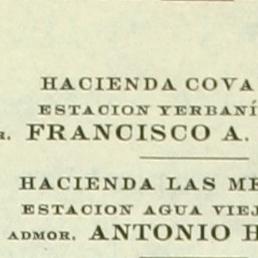 HACIENDA COVA
ESTACION YERBANÍ
R. FRANCISCO A.
HACIENDA LAS ME
ESTACION AGUA VIEJ
ADMOR. ANTONIO H